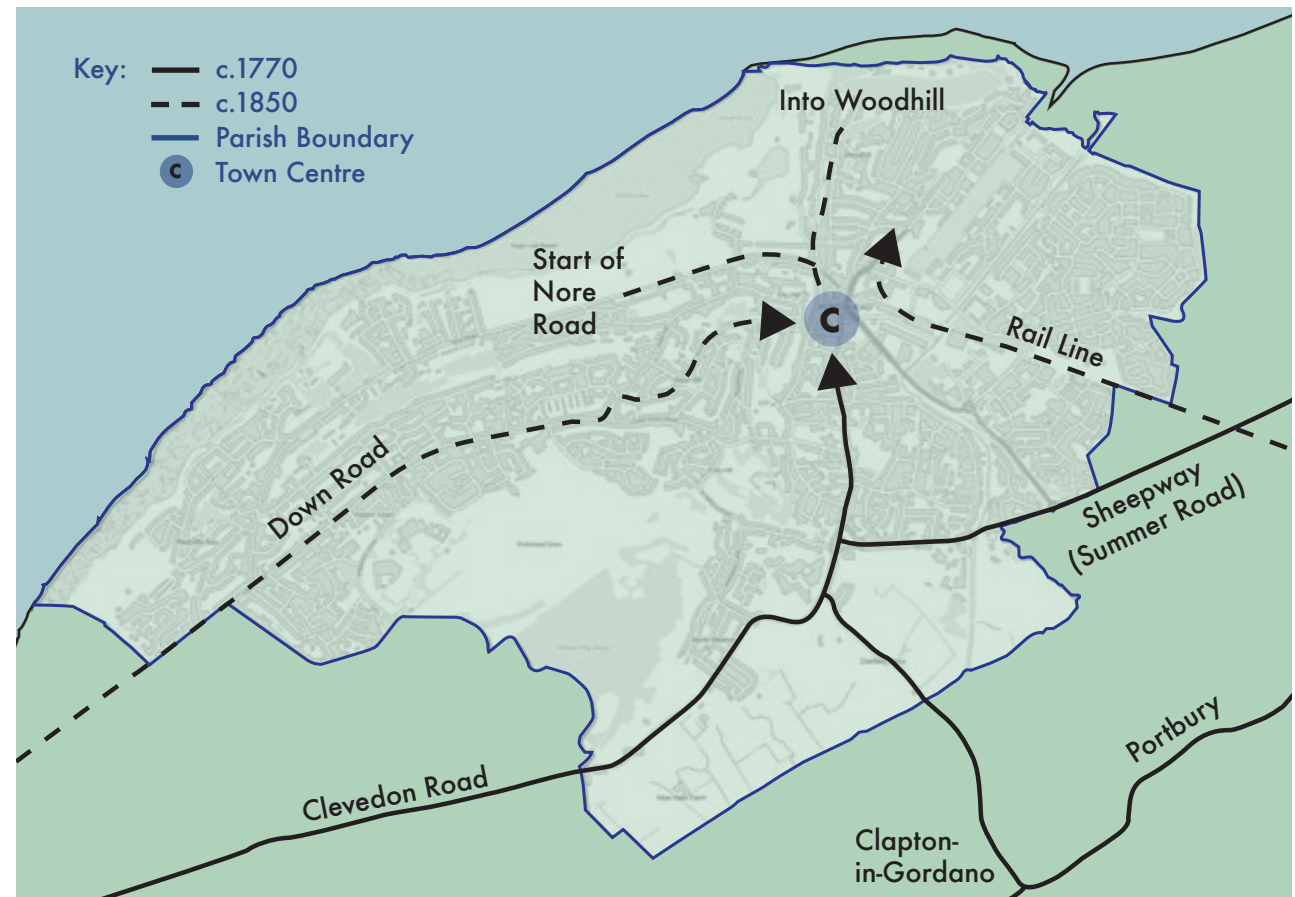 Key:
c.1770
c.1850
Parish Boundary
C Town Centre
Into Woodhill
Start of
Nore
Road
C
Rail Line
Down Road
Sheepway
(Summer Road)
Clevedon Road
Portbury
Clapton-
in-Gordano